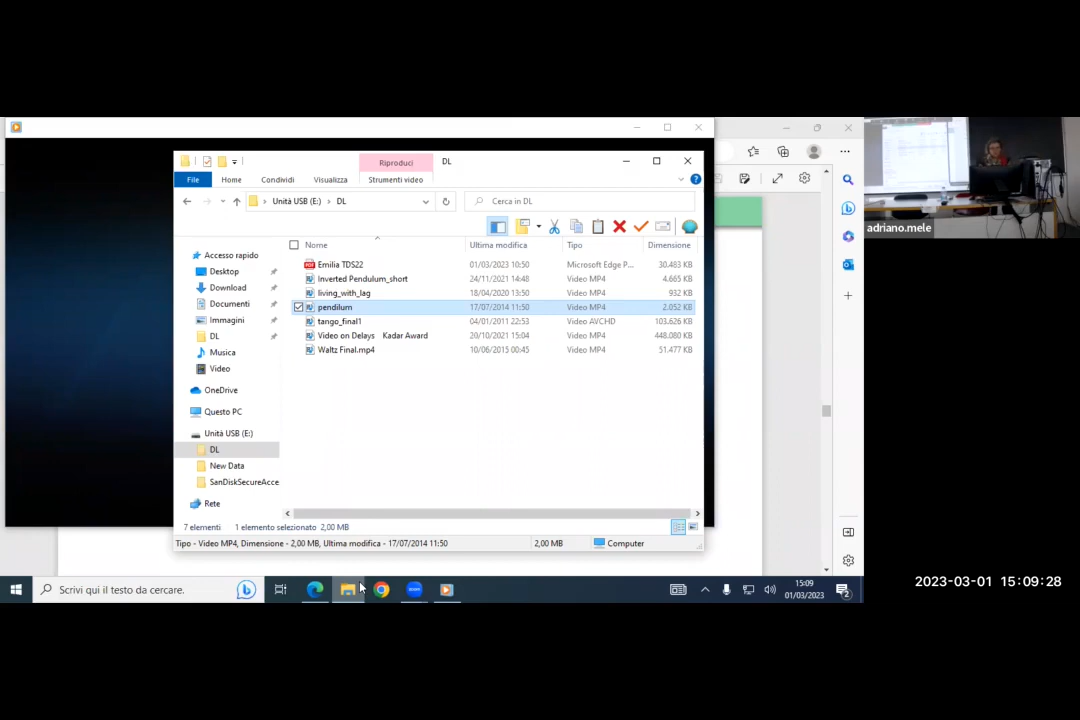 Riproduci DL
File Home Condividi Visualizza Strumenti video
Unità USB (E:) DL Cerca in DL
Nome Ultima modifica Tipo Dimensione
Emilia TDS22 01/03/2023 10:50 Microsoft Edge P... 30.483 KB
Inverted Pendulum_short 24/11/2021 14:48 Video MP4 4.665 KB
living_with_lag 18/04/2020 13:50 Video MP4 932 KB
pendilum 17/07/2014 11:50 Video MP4 2.052 KB
tango_final1 04/01/2011 22:53 Video AVCHD 103.626 KB
Video on Delays Kadar Award 20/10/2021 15:04 Video MP4 448.080 KB
Waltz Final.mp4 10/06/2015 00:45 Video MP4 51.477 KB
Accesso rapido
Desktop
Download
Documenti
Immagini
DL
Musica
Video
OneDrive
Questo PC
Unità USB (E:)
DL
New Data
SanDiskSecureAcce
Rete
7 elementi 1 elemento selezionato 2,00 MB
Tipo - Video MP4, Dimensione - 2,00 MB, Ultima modifica - 17/07/2014 11:50 2,00 MB Computer
Scrivi qui il testo da cercare.
15:09
01/03/2023
2
adriano.mele
2023-03-01 15:09:28